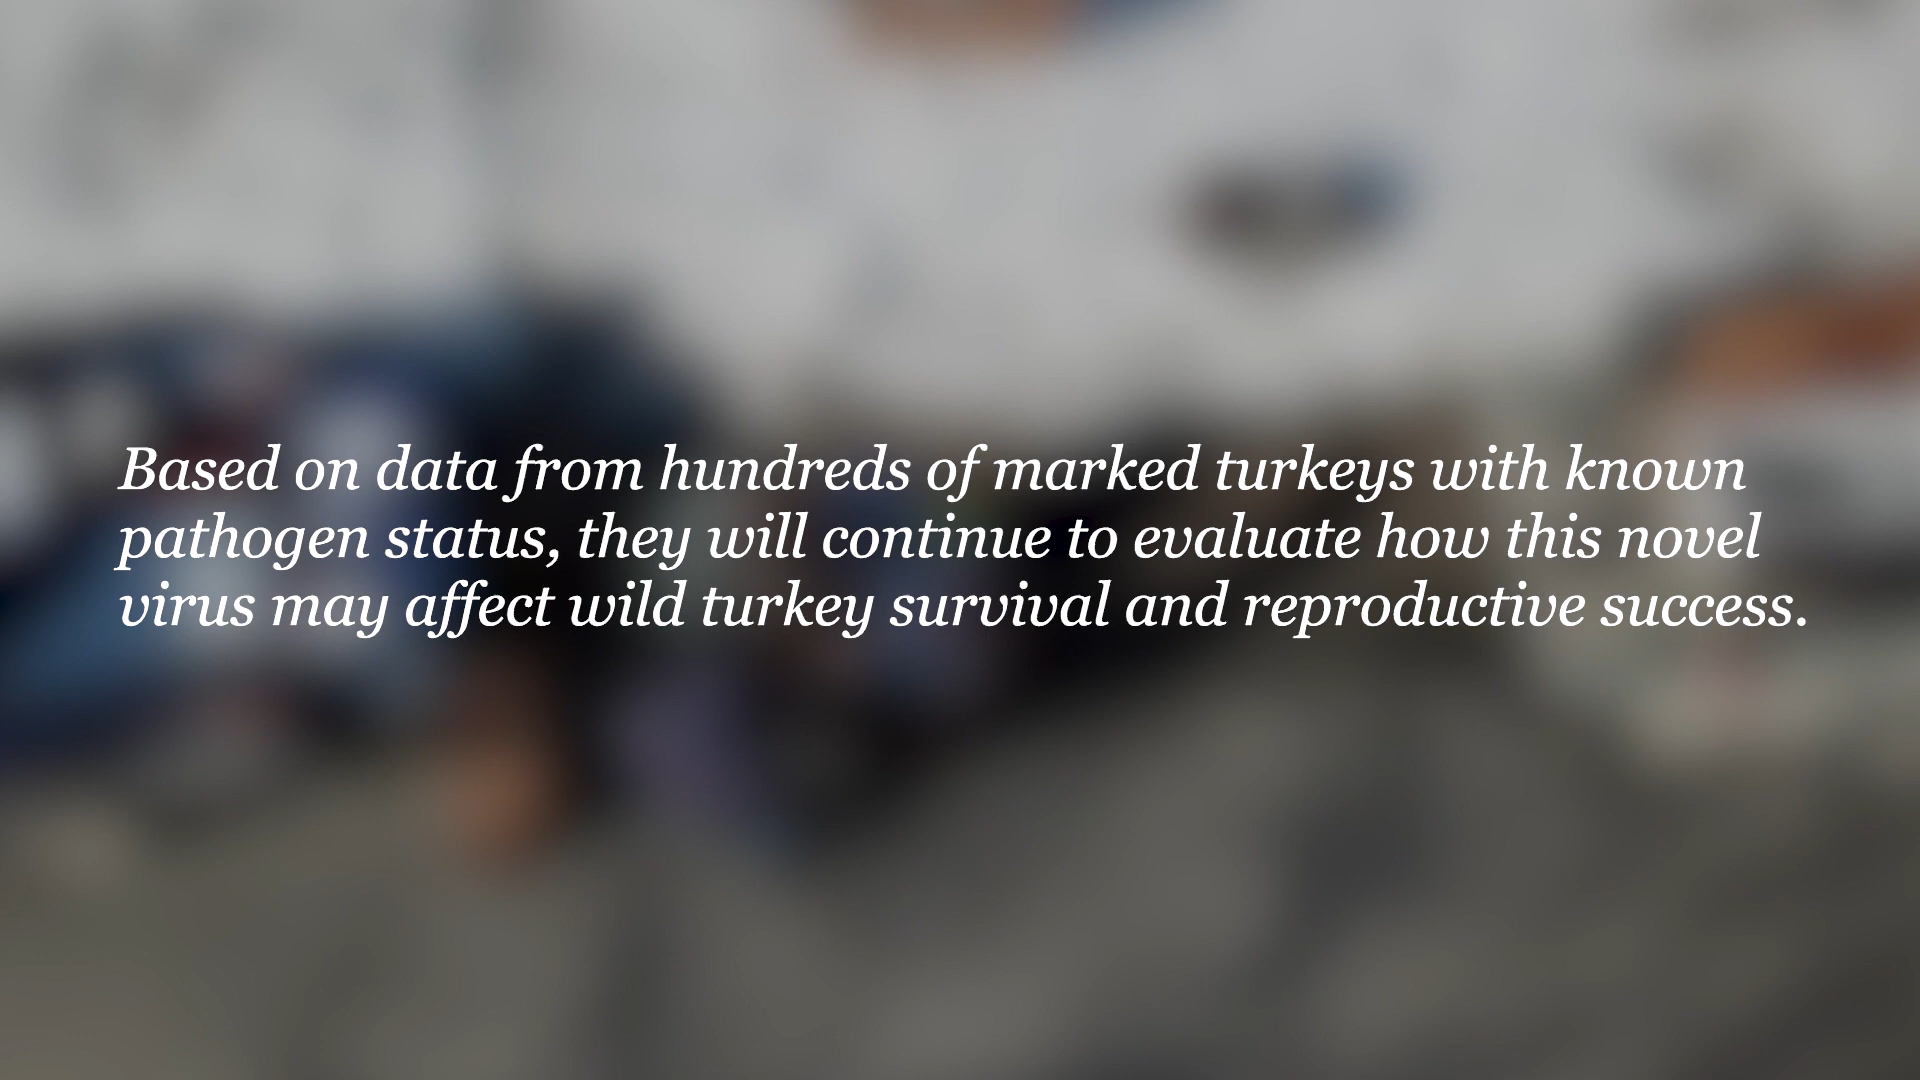 Based on data from hundreds of marked turkeys with known
pathogen status, they will continue to evaluate how this novel
virus may affect wild turkey survival and reproductive success.